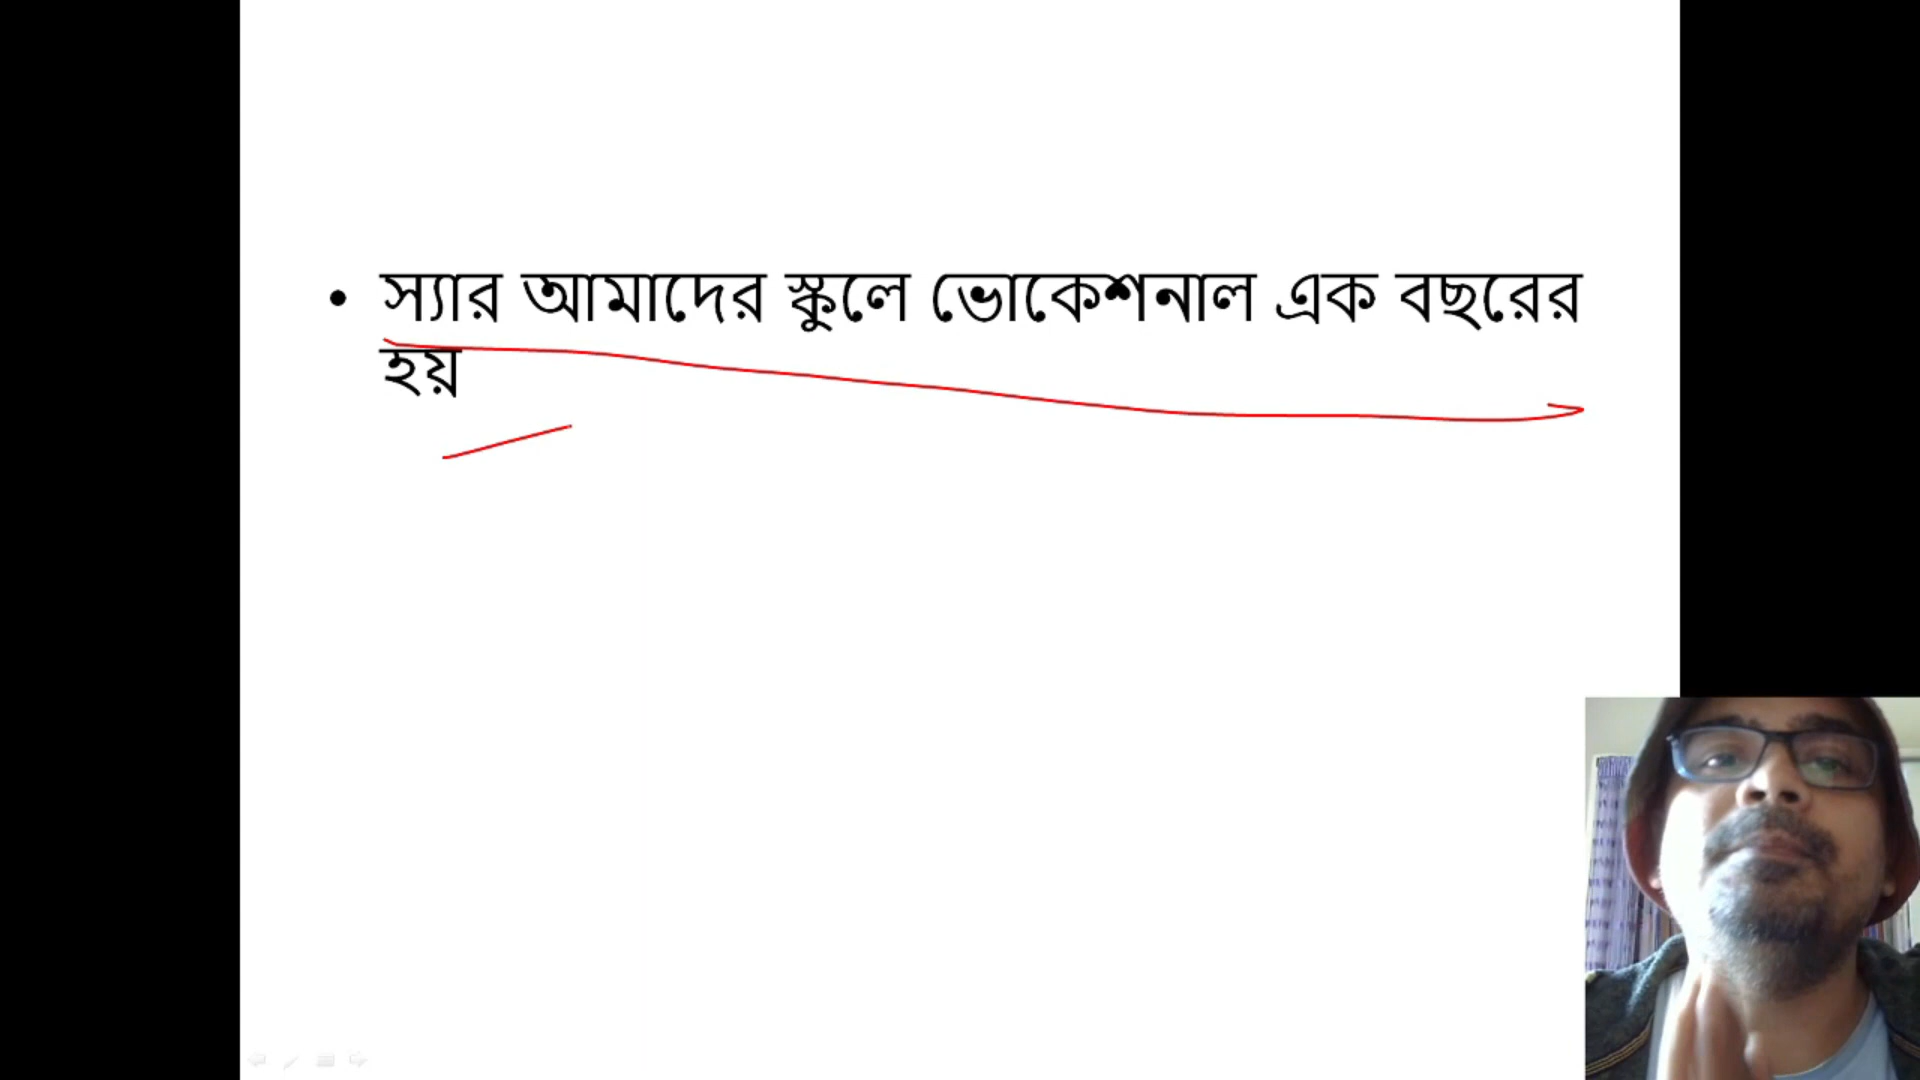 • স্যার আমাদের স্কুলে ভোকেশনাল এক বছরের
হয়